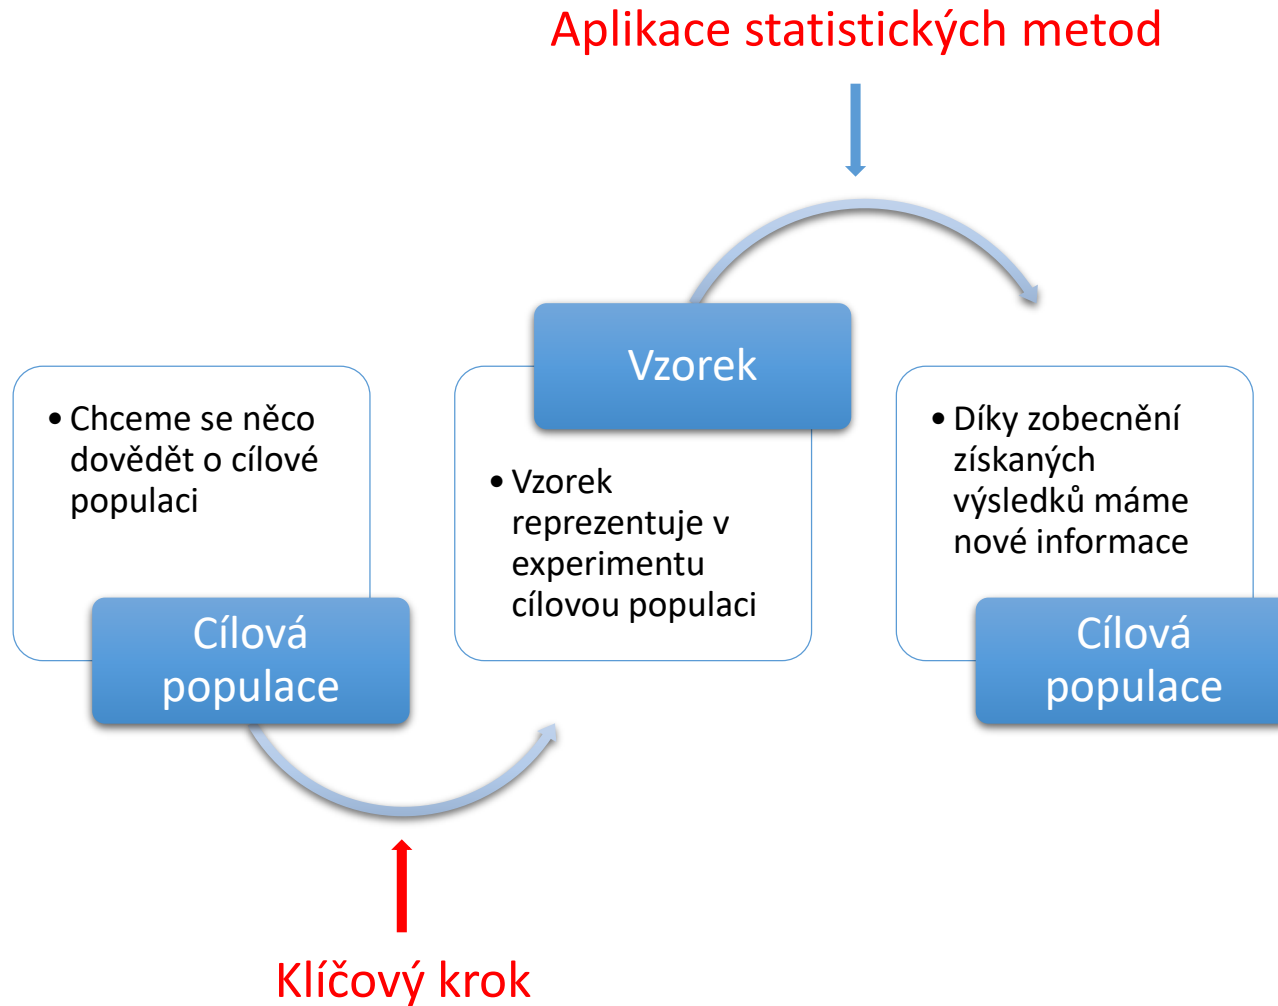 Aplikace statistických metod
• Chceme se něco
dovědět o cílové
populaci
Cílová
populace
Vzorek
• Vzorek
reprezentuje v
experimentu
cílovou populaci
• Díky zobecnění
získaných
výsledků máme
nové informace
Cílová
populace
Klíčový krok